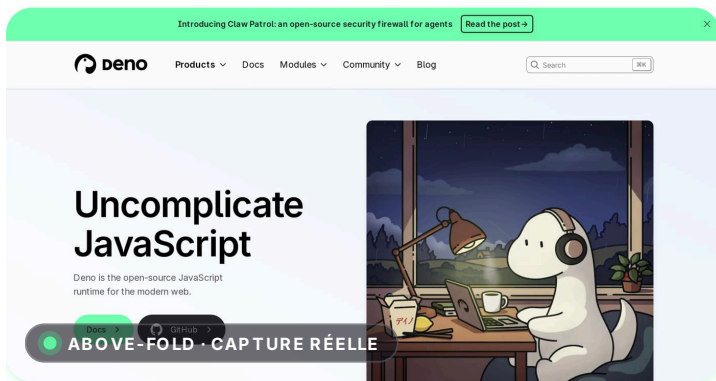 Introducing Claw Patrol: an open-source security firewall for agents Read the post→
Deno Products Docs Modules Community Blog Search ⌘K
Uncomplicate
JavaScript
Deno is the open-source JavaScript
runtime for the modern web.
Docs GitHub
ABOVE-FOLD · CAPTURE RÉELLE